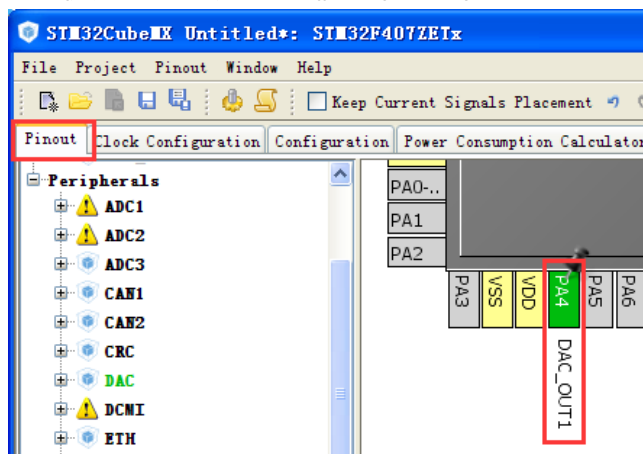 STM32CubeMX Untitled*: STM32F407ZETx
File Project Pinout Window Help
Keep Current Signals Placement
Pinout Clock Configuration Configuration Power Consumption Calculator
Peripherals
ADC1
ADC2
ADC3
CAN1
CAN2
CRC
DAC
DCMI
ETH
PA0-..
PA1
PA2
PA3 VSS VDD PA4 PA5 PA6
DAC_OUT1